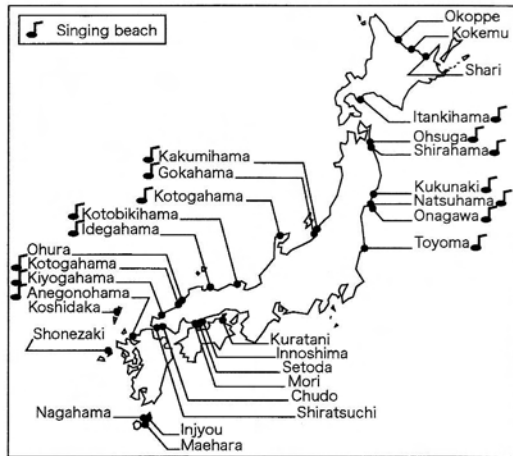 Singing beach
Okoppe
Kokemu
Shari
Itankihama
Ohsuga
Shirahama
Kakumihama
Gokahama
Kotogahama
Kukunaki
Natsuhama
Onagawa
Kotobikihama
Idegahama
Toyoma
Ohura
Kotogahama
Kiyogahama
Anegonohama
Koshidaka
Shonezaki
Kuratani
Innoshima
Setoda
Mori
Chudo
Shiratsuchi
Nagahama
Injyou
Maehara